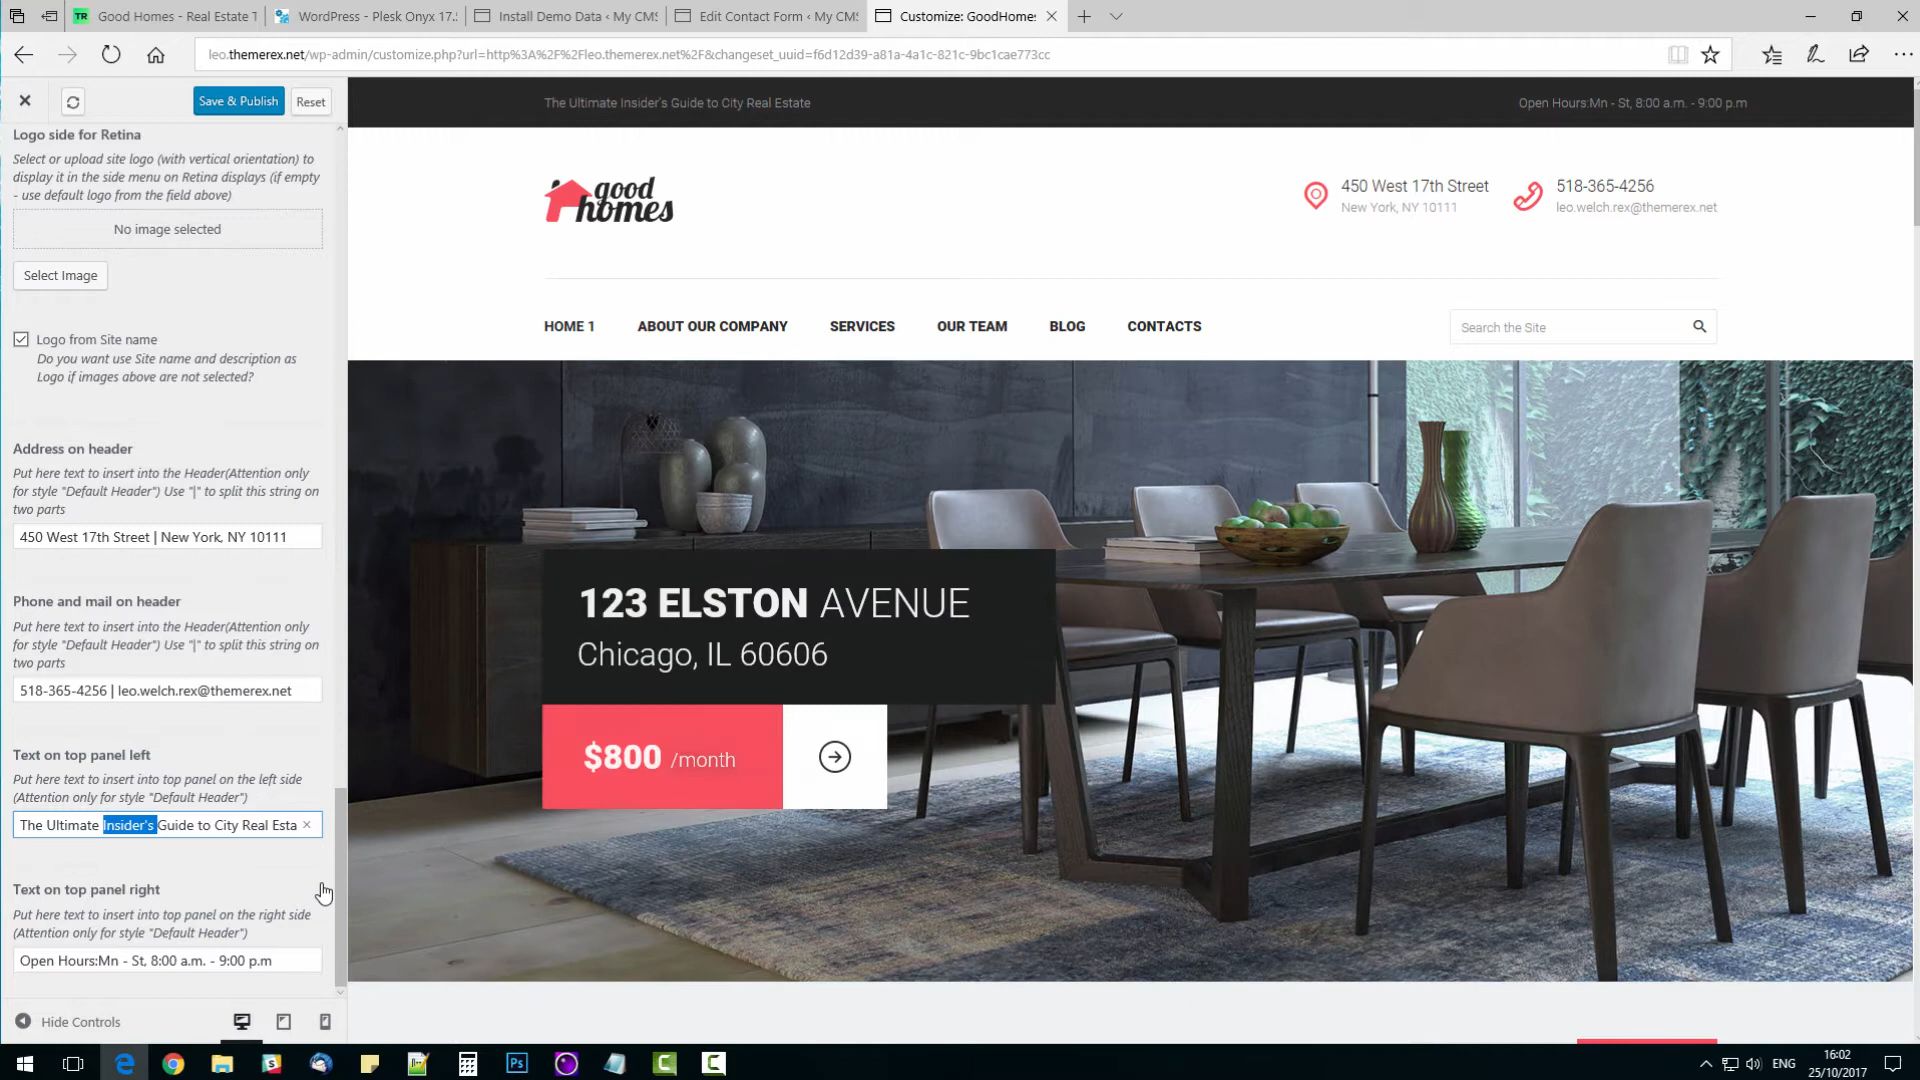 Good Homes - Real Estate T
WordPress - Plesk Onyx 17.
Install Demo Data ‹ My CMS
Edit Contact Form ‹ My CMS
Customize: GoodHomes
leo.themerex.net/wp-admin/customize.php?url=http%3A%2F%2Fleo.themerex.net%2F&changeset_uuid=f6d12d39-a81a-4a1c-821c-9bc1cae773cc
Save & Publish
Reset
Logo side for Retina
Select or upload site logo (with vertical orientation) to
display it in the side menu on Retina displays (if empty
- use default logo from the field above)
No image selected
Select Image
Logo from Site name
Do you want use Site name and description as
Logo if images above are not selected?
Address on header
Put here text to insert into the Header(Attention only
for style "Default Header") Use "|" to split this string on
two parts
450 West 17th Street | New York, NY 10111
Phone and mail on header
Put here text to insert into the Header(Attention only
for style "Default Header") Use "|" to split this string on
two parts
518-365-4256 | leo.welch.rex@themerex.net
Text on top panel left
Put here text to insert into top panel on the left side
(Attention only for style "Default Header")
The Ultimate Insider's Guide to City Real Esta
Text on top panel right
Put here text to insert into top panel on the right side
(Attention only for style "Default Header")
Open Hours:Mn - St, 8:00 a.m. - 9:00 p.m
Hide Controls
The Ultimate Insider's Guide to City Real Estate
Open Hours:Mn - St, 8:00 a.m. - 9:00 p.m
good
homes
450 West 17th Street
New York, NY 10111
518-365-4256
leo.welch.rex@themerex.net
HOME 1
ABOUT OUR COMPANY
SERVICES
OUR TEAM
BLOG
CONTACTS
Search the Site
123 ELSTON AVENUE
Chicago, IL 60606
$800 /month
ENG
16:02
25/10/2017